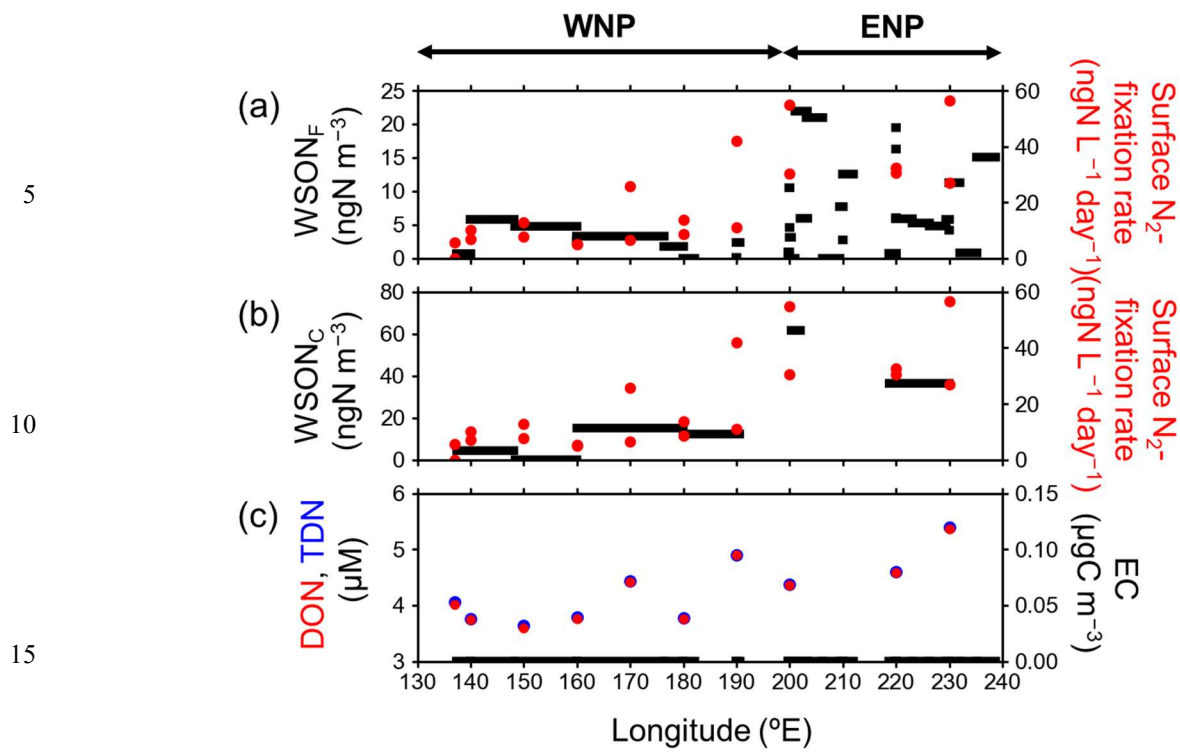 WNP ENP
(a)
WSON_F
(ngN m⁻³)
25
20
15
10
5
0
60
40
20
0
Surface N₂-
fixation rate
(ngN L⁻¹ day⁻¹)
5
(b)
WSON_C
(ngN m⁻³)
80
60
40
20
0
60
40
20
0
Surface N₂-
fixation rate
(ngN L⁻¹ day⁻¹)
10
(c)
DON, TDN
(μM)
6
5
4
3
0.15
0.10
0.05
0.00
EC
(μgC m⁻³)
15
130 140 150 160 170 180 190 200 210 220 230 240
Longitude (ºE)